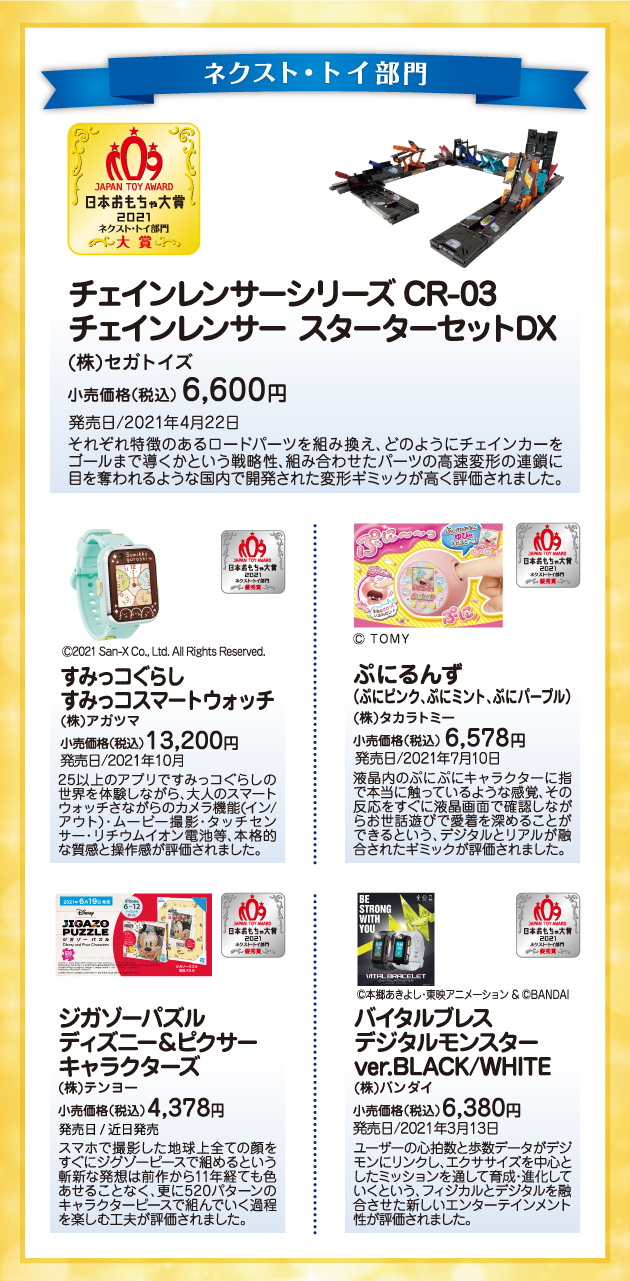 ネクスト・トイ部門
JAPAN TOY AWARD
日本おもちゃ大賞
2021
ネクスト・トイ部門
大賞
チェインレンサーシリーズ CR-03
チェインレンサー スターターセットDX
(株)セガトイズ
小売価格(税込) 6,600円
発売日/2021年4月22日
それぞれ特徴のあるロードパーツを組み換え、どのようにチェインカーを
ゴールまで導くかという戦略性、組み合わせたパーツの高速変形の連鎖に
目を奪われるような国内で開発された変形ギミックが高く評価されました。
Sumikko
gurashi
JAPAN TOY AWARD
日本おもちゃ大賞
2021
ネクスト・トイ部門
優秀賞
©2021 San-X Co., Ltd. All Rights Reserved.
すみっコぐらし
すみっコスマートウォッチ
(株)アガツマ
小売価格(税込) 13,200円
発売日/2021年10月
25以上のアプリですみっコぐらしの
世界を体験しながら、大人のスマート
ウォッチさながらのカメラ機能(イン/
アウト)・ムービー撮影・タッチセン
サー・リチウムイオン電池等、本格的
な質感と操作感が評価されました。
ぷに〜〜っ
ぷに
JAPAN TOY AWARD
日本おもちゃ大賞
2021
ネクスト・トイ部門
優秀賞
© TOMY
ぷにるんず
(ぷにピンク、ぷにミント、ぷにパープル)
(株)タカラトミー
小売価格(税込) 6,578円
発売日/2021年7月10日
液晶内のぷにぷにキャラクターに指
で本当に触っているような感覚、その
反応をすぐに液晶画面で確認しなが
らお世話遊びで愛着を深めることが
できるという、デジタルとリアルが融
合されたギミックが評価されました。
2021年6月19日発売
Disney
JIGAZO
PUZZLE
ジガゾーパズル
Disney and Pixar Characters
iPhone
6-12
JAPAN TOY AWARD
日本おもちゃ大賞
2021
ネクスト・トイ部門
優秀賞
ジガゾーパズル
ディズニー&ピクサー
キャラクターズ
(株)テンヨー
小売価格(税込) 4,378円
発売日 / 近日発売
スマホで撮影した地球上全ての顔を
すぐにジグゾーピースで組めるという
斬新な発想は前作から11年経ても色
あせることなく、更に520パターンの
キャラクターピースで組んでいく過程
を楽しむ工夫が評価されました。
BE
STRONG
WITH
YOU
VITAL BRACELET
JAPAN TOY AWARD
日本おもちゃ大賞
2021
ネクスト・トイ部門
優秀賞
©本郷あきよし・東映アニメーション & ©BANDAI
バイタルブレス
デジタルモンスター
ver.BLACK/WHITE
(株)バンダイ
小売価格(税込) 6,380円
発売日/2021年3月13日
ユーザーの心拍数と歩数データがデジ
モンにリンクし、エクササイズを中心と
したミッションを通して育成・進化して
いくという、フィジカルとデジタルを融
合させた新しいエンターテインメント
性が評価されました。